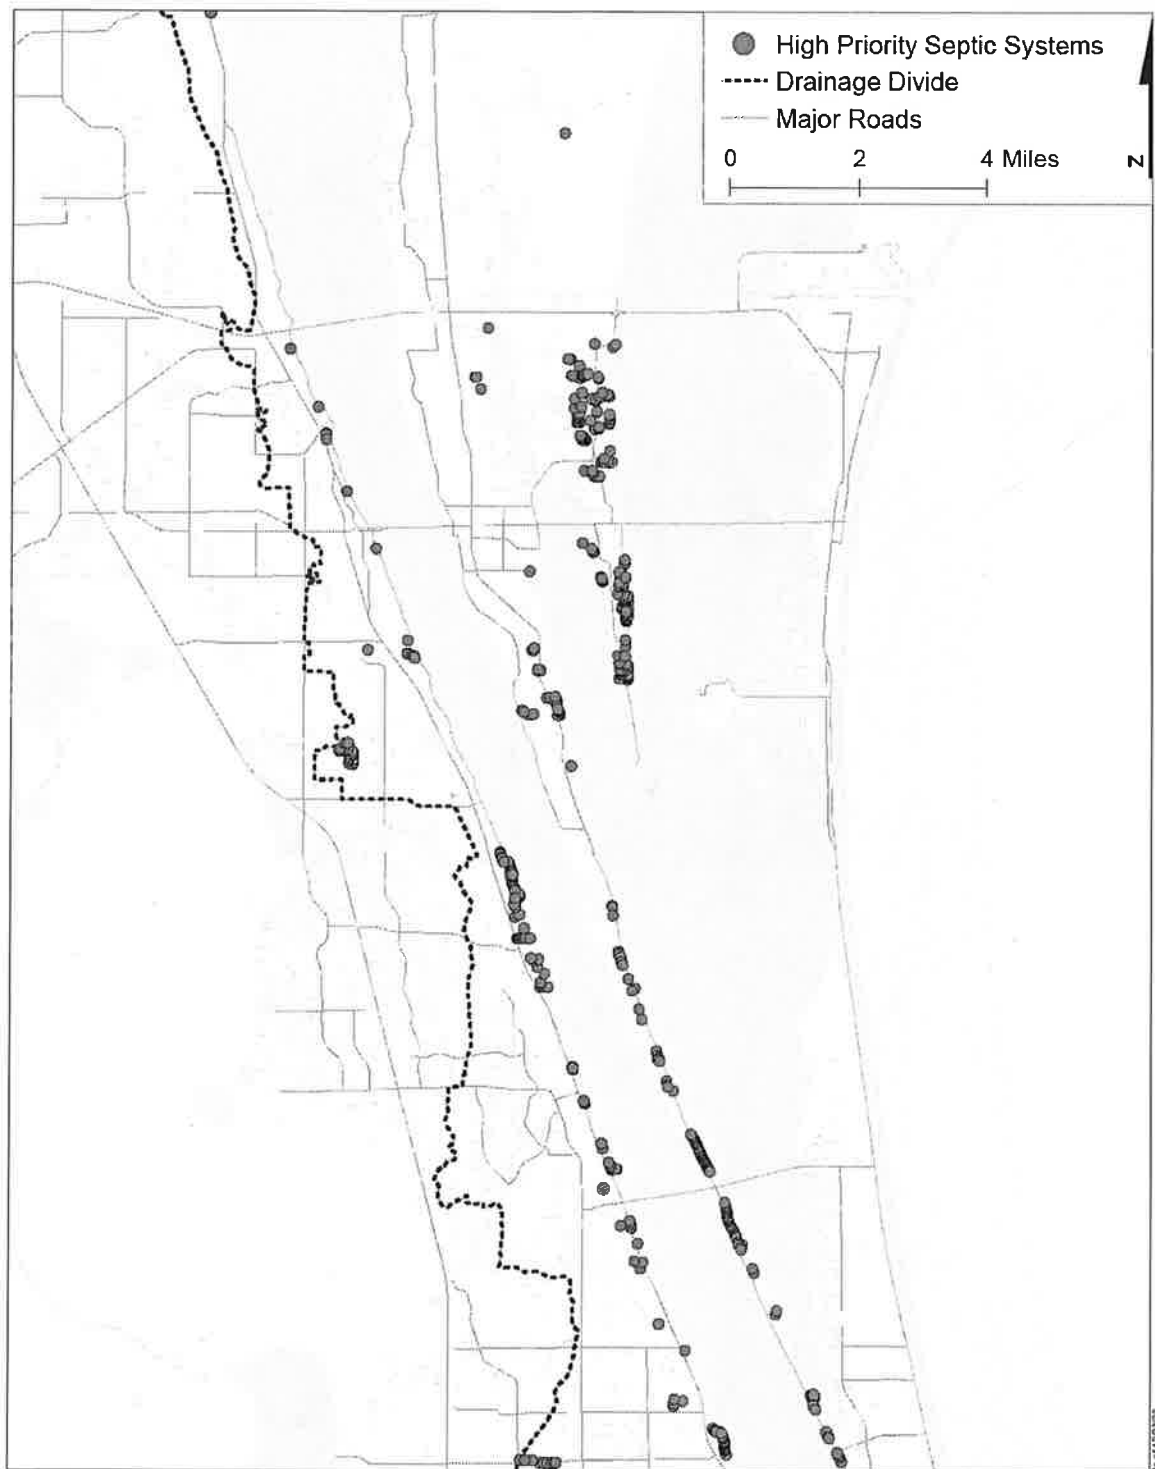 High Priority Septic Systems
Drainage Divide
Major Roads
0 2 4 Miles
N